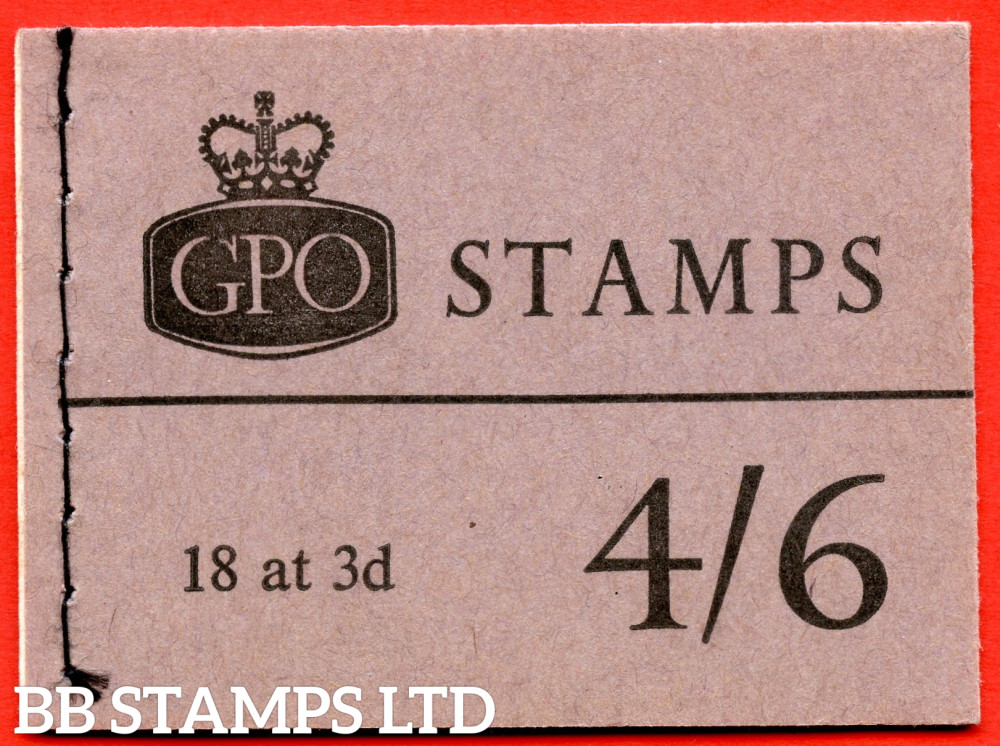 GPO STAMPS
18 at 3d 4/6
BB STAMPS LTD